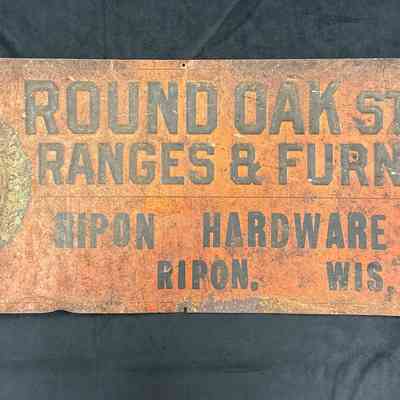 ROUND OAK ST
RANGES & FURN
RIPON HARDWARE
RIPON. WIS.